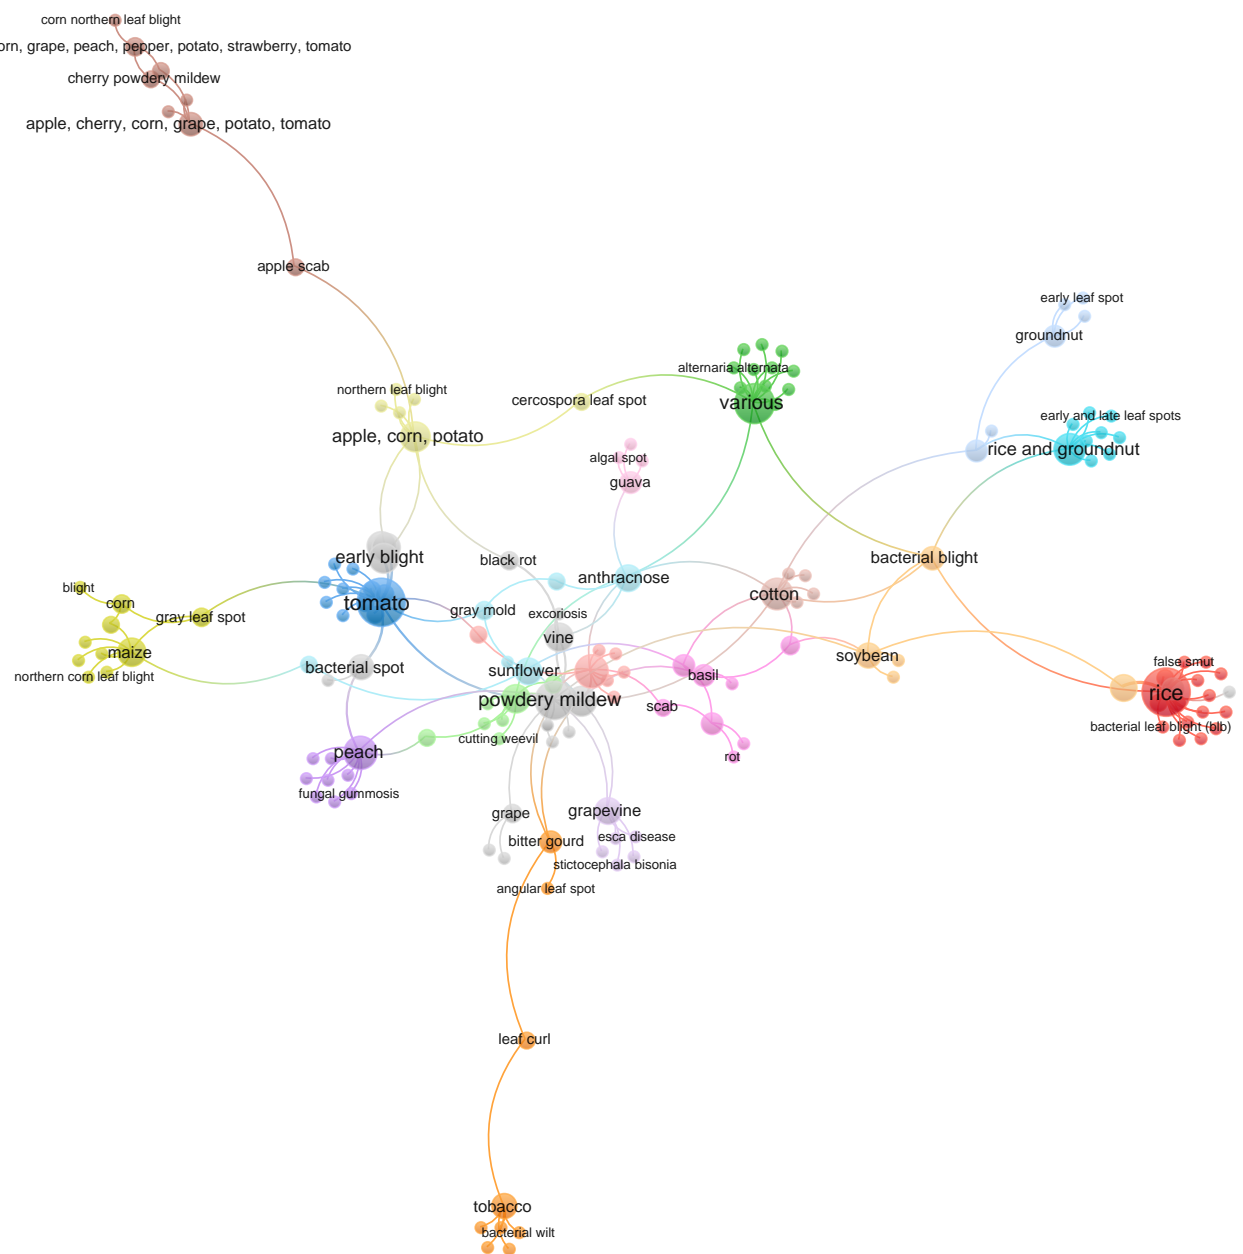 corn northern leaf blight
orn, grape, peach, pepper, potato, strawberry, tomato
cherry powdery mildew
apple, cherry, corn, grape, potato, tomato
apple scab
early leaf spot
groundnut
alternaria alternata
northern leaf blight
cercospora leaf spot
various
early and late leaf spots
apple, corn, potato
rice and groundnut
algal spot
guava
early blight
black rot
anthracnose
bacterial blight
blight
corn
tomato
gray mold
cotton
gray leaf spot
excoriosis
vine
maize
bacterial spot
sunflower
basil
soybean
false smut
northern corn leaf blight
powdery mildew
scab
rice
bacterial leaf blight (blb)
cutting weevil
peach
rot
fungal gummosis
grape
grapevine
bitter gourd
esca disease
stictocephala bisonia
angular leaf spot
leaf curl
tobacco
bacterial wilt